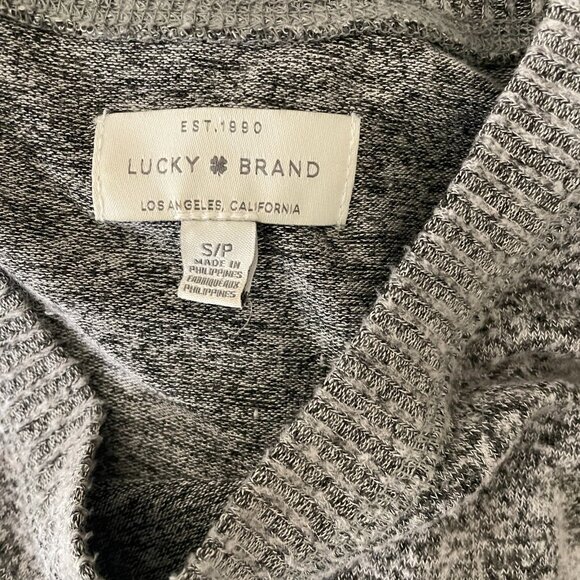 EST. 1990
LUCKY BRAND
LOS ANGELES, CALIFORNIA
S/P
MADE IN
PHILIPPINES
FABRIQUE AUX
PHILIPPINES